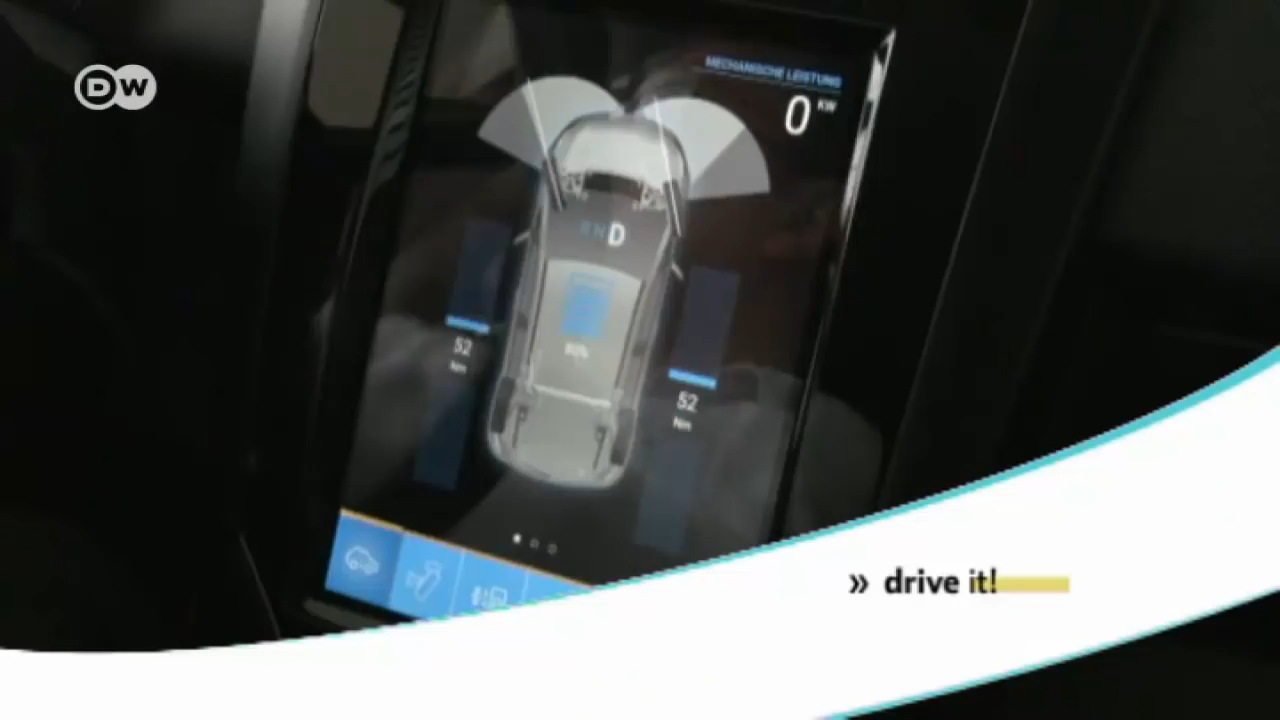 DW
MECHANISCHE LEISTUNG
0 KW
R N D
52
Nm
52
Nm
» drive it!